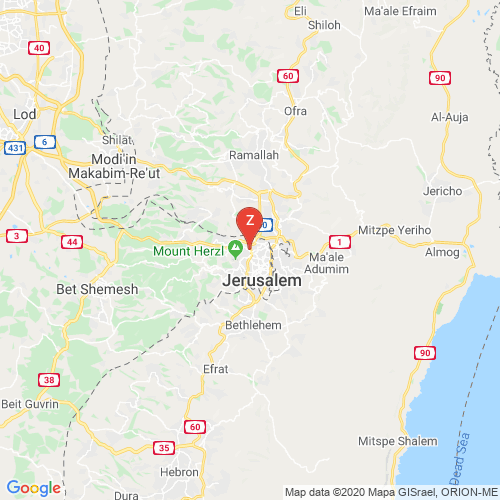 Eli
Ma'ale Efraim
Shiloh
40
60
90
Ofra
Lod
Al-Auja
6
Shilat
431
Modi'in
Makabim-Re'ut
Ramallah
Jericho
Z
3
44
1
Mitzpe Yeriho
Mount Herzl
Almog
Ma'ale
Adumim
Jerusalem
Bet Shemesh
Bethlehem
90
Efrat
38
Beit Guvrin
60
35
Mitspe Shalem
Hebron
Dead Sea
Google
Dura
Map data ©2020 Mapa GISrael, ORION-ME